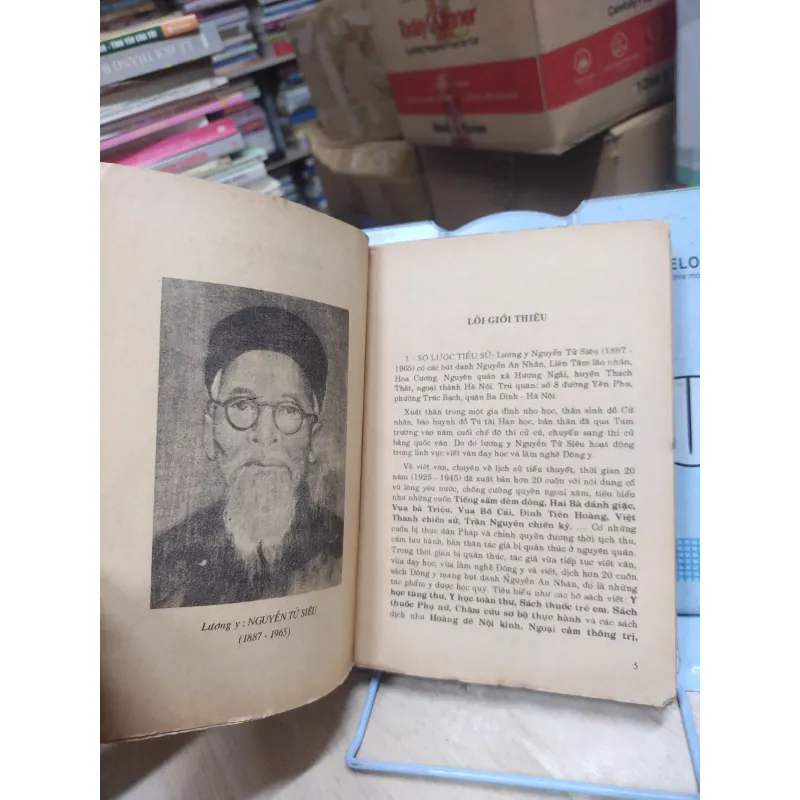 LÊ HỘI THĂNG
Lương y : NGUYỄN TỬ SIÊU
(1887 - 1965)
LỜI GIỚI THIỆU
1.- SƠ LƯỢC TIỂU SỬ: Lương y Nguyễn Tử Siêu (1887 -
1965) có các bút danh Nguyễn An Nhân, Liên Tâm lão nhân,
Hoa Cương. Nguyên quán xã Hương Ngải, huyện Thạch
Thất, ngoại thành Hà Nội. Trú quán: số 8 đường Yên Phụ,
phường Trúc Bạch, quận Ba Đình - Hà Nội.
Xuất thân trong một gia đình nho học, thân sinh đỗ Cử
nhân, bào huynh đỗ Tú tài Hán học, bản thân đã qua Tam
trường vào năm cuối chế độ thi cử cũ, chuyển sang thi cử
bằng quốc văn. Do đó lương y Nguyễn Tử Siêu hoạt động
trong lĩnh vực viết văn dạy học và làm nghề Đông y.
Về viết văn, chuyên về lịch sử tiểu thuyết, thời gian 20
năm (1925 - 1945) đã xuất bản hơn 20 cuốn với nội dung cổ
vũ lòng yêu nước, chống cường quyền ngoại xâm, tiêu biểu
như những cuốn Tiếng sấm đêm đông, Hai Bà đánh giặc,
Vua bà Triệu, Vua Bố Cái, Đinh Tiên Hoàng, Việt
Thanh chiến sử, Trần Nguyên chiến kỷ, ... Có những
cuốn bị thực dân Pháp và chính quyền đương thời tịch thu,
cấm lưu hành, bản thân tác giả bị quản thúc ở nguyên quán.
Trong thời gian bị quản thúc, tác giả vừa tiếp tục viết văn,
vừa dạy học, vừa làm nghề Đông y và viết, dịch hơn 20 cuốn
sách Đông y mang bút danh Nguyễn An Nhân, đó là những
tác phẩm y dược học quý. Tiêu biểu như các bộ sách viết: Y
học tùng thư, Y học toàn thư, Sách thuốc trẻ em, Sách
thuốc Phụ nữ, Châm cứu sơ bộ thực hành và các sách
dịch như Hoàng đế Nội kinh, Ngoại cảm thông trị,
5